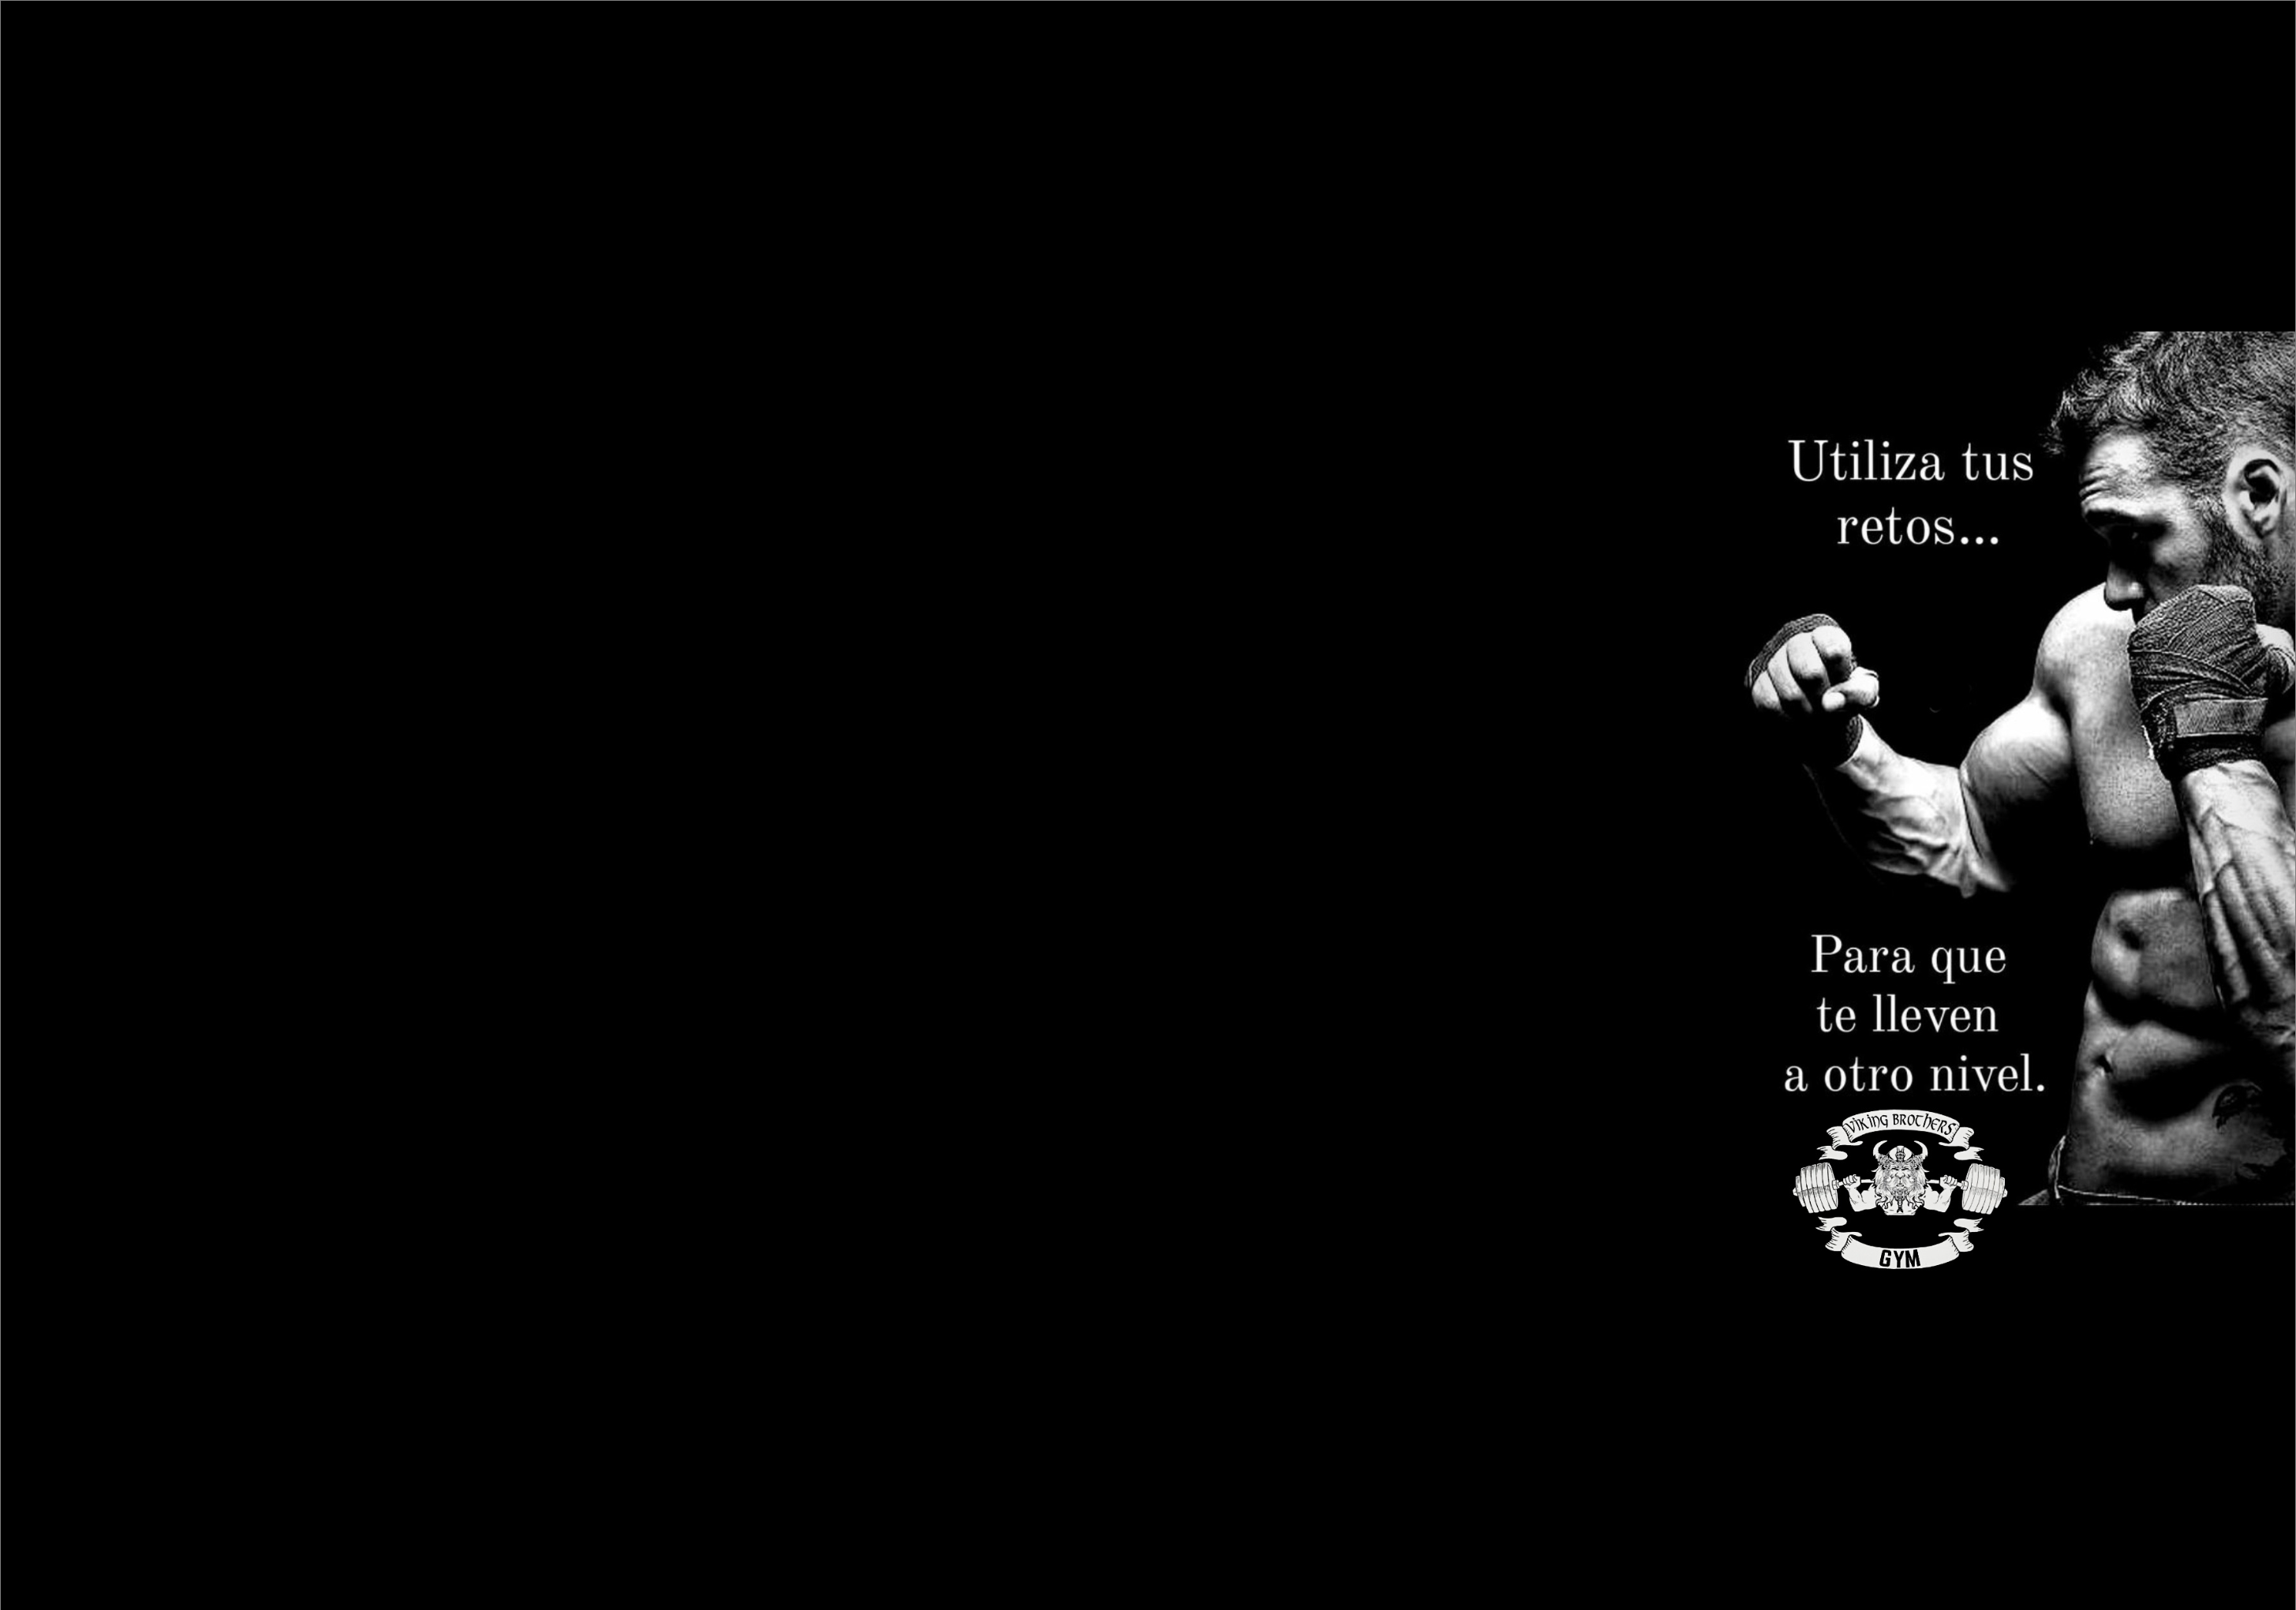 Utiliza tus
retos...
Para que
te lleven
a otro nivel.
VIKING BROTHERS
GYM